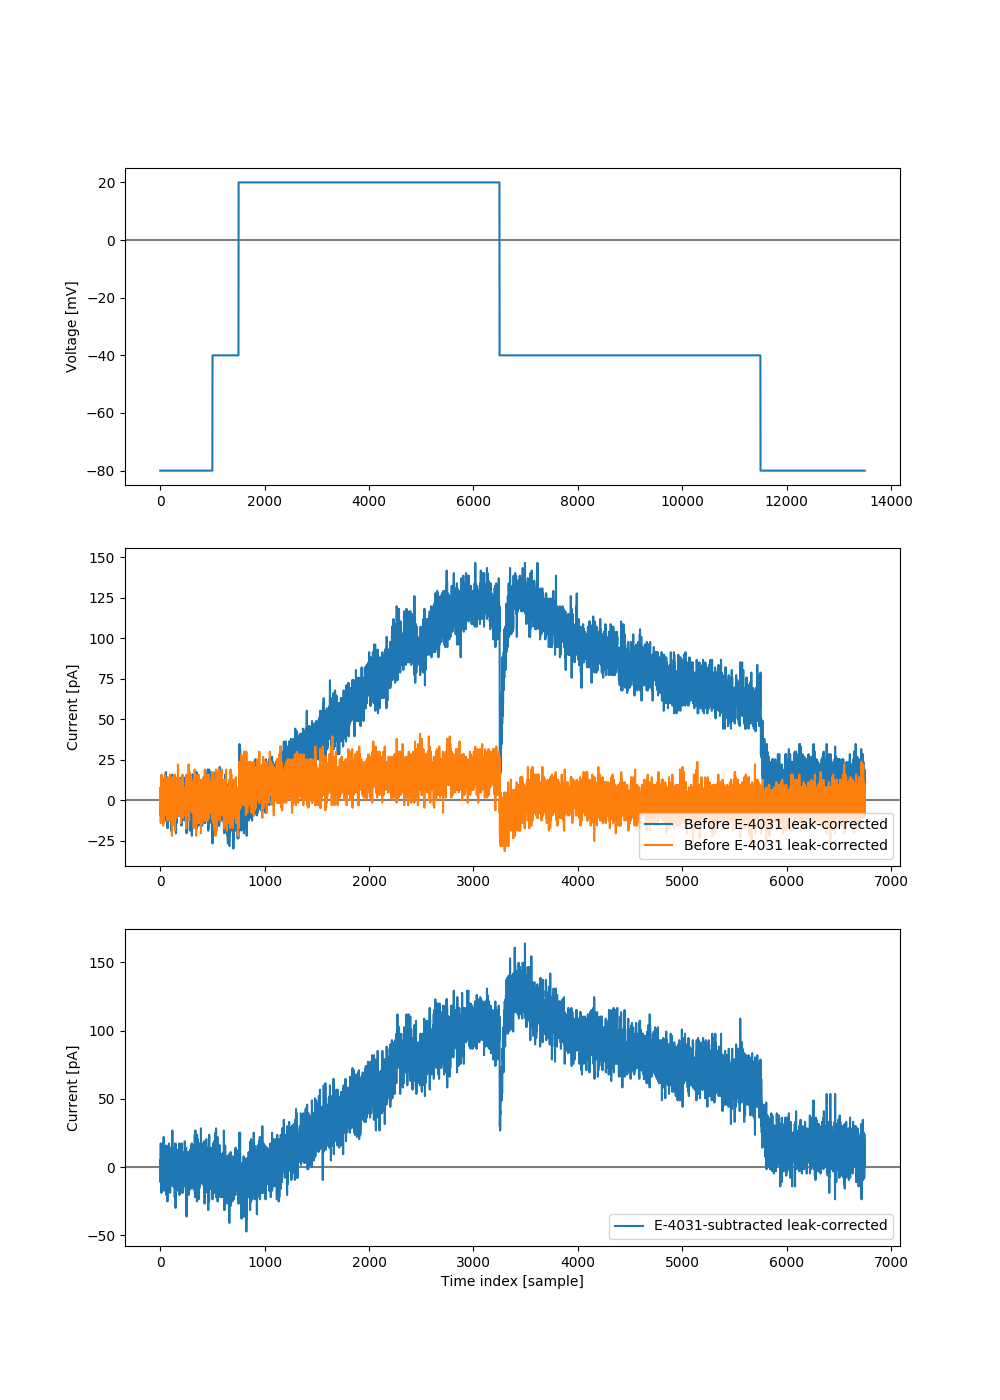 20
0
−20
−40
−60
−80
Voltage [mV]
0 2000 4000 6000 8000 10000 12000 14000
150
125
100
75
50
25
0
−25
Current [pA]
Before E-4031 leak-corrected
Before E-4031 leak-corrected
0 1000 2000 3000 4000 5000 6000 7000
150
100
50
0
−50
Current [pA]
E-4031-subtracted leak-corrected
0 1000 2000 3000 4000 5000 6000 7000
Time index [sample]